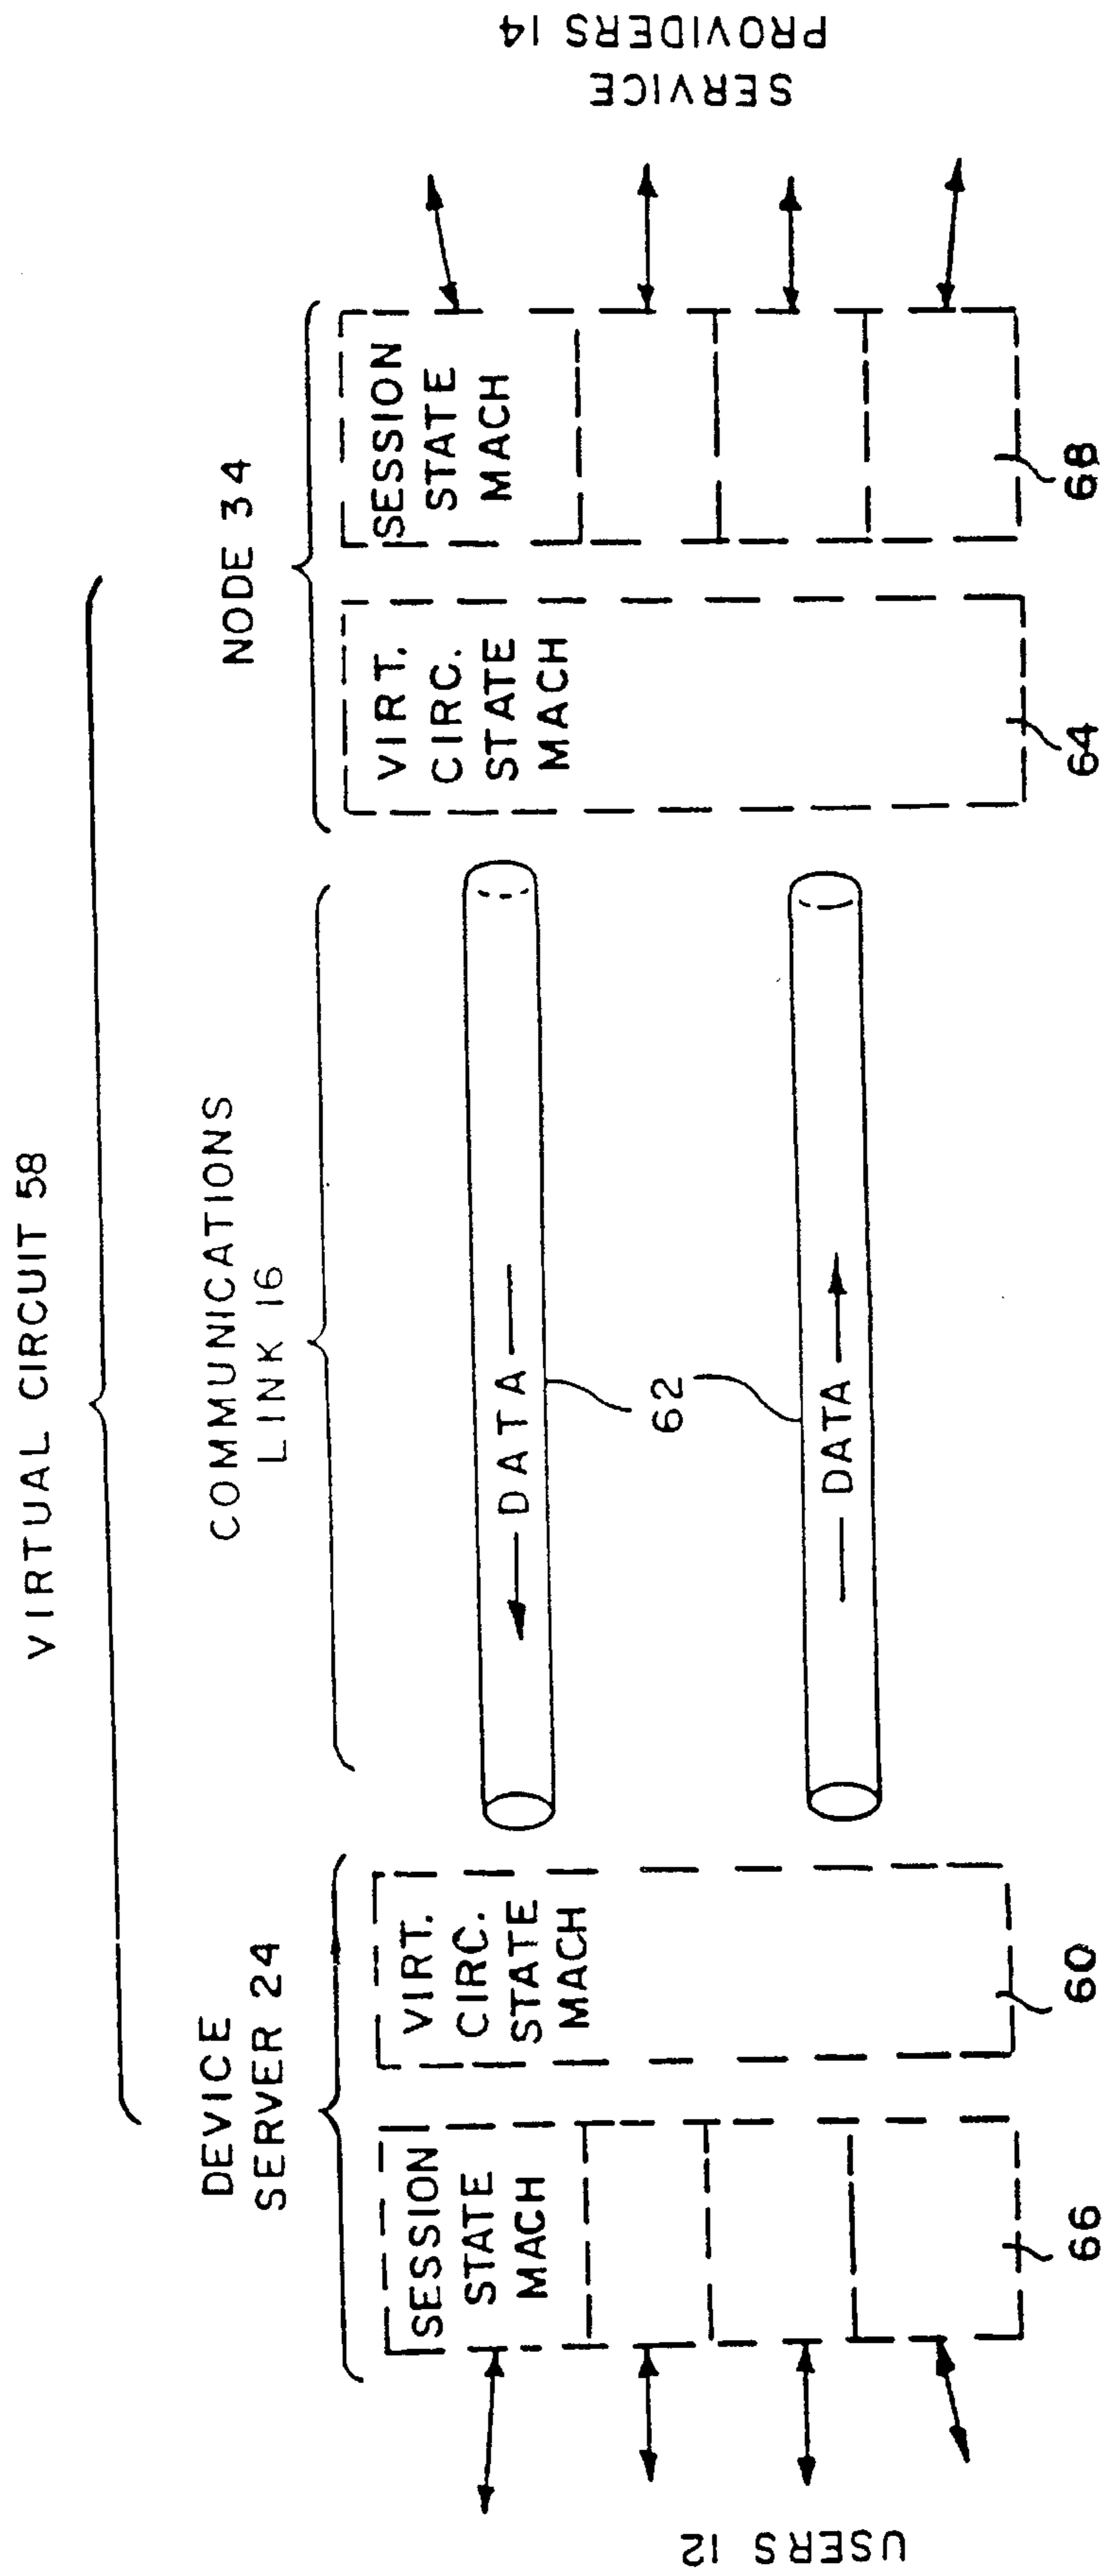 VIRTUAL CIRCUIT 58
DEVICE
SERVER 24
COMMUNICATIONS
LINK 16
NODE 34
SESSION
STATE
MACH
VIRT.
CIRC.
STATE
MACH
DATA
62
DATA
VIRT.
CIRC.
STATE
MACH
SESSION
STATE
MACH
66
60
64
68
USERS 12
SERVICE
PROVIDERS 14